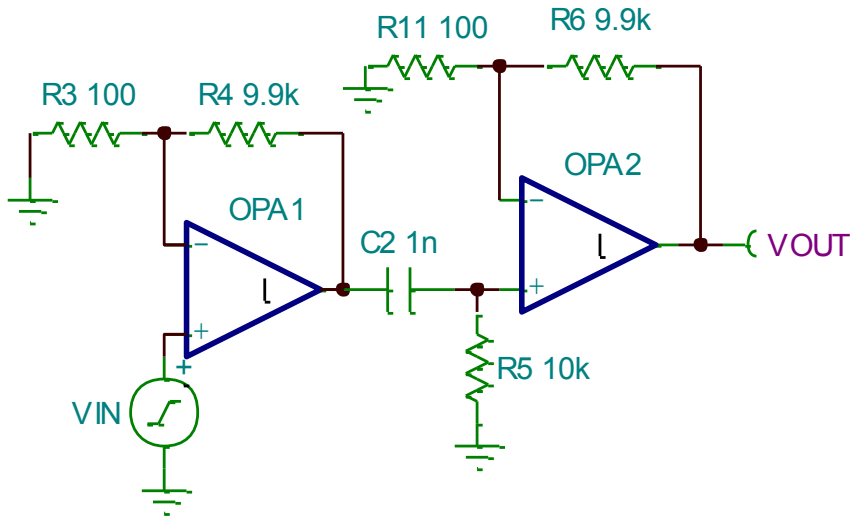 R11 100
R6 9.9k
R3 100
R4 9.9k
OPA2
OPA1
C2 1n
VOUT
R5 10k
VIN